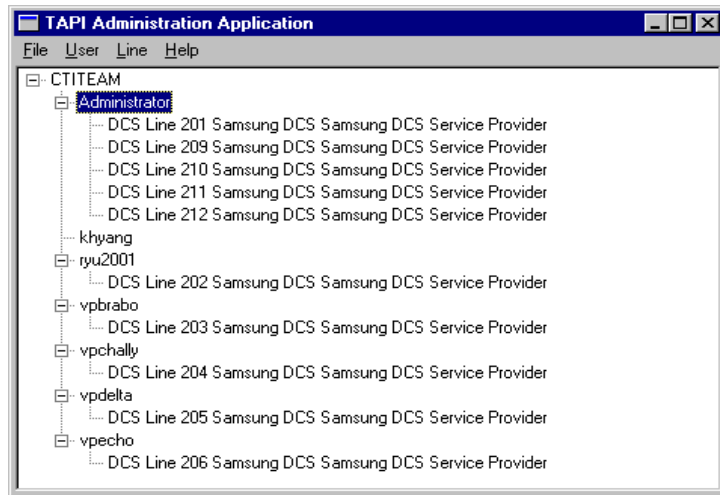 TAPI Administration Application
File User Line Help
CTITEAM
Administrator
DCS Line 201 Samsung DCS Samsung DCS Service Provider
DCS Line 209 Samsung DCS Samsung DCS Service Provider
DCS Line 210 Samsung DCS Samsung DCS Service Provider
DCS Line 211 Samsung DCS Samsung DCS Service Provider
DCS Line 212 Samsung DCS Samsung DCS Service Provider
khyang
ryu2001
DCS Line 202 Samsung DCS Samsung DCS Service Provider
vpbrabo
DCS Line 203 Samsung DCS Samsung DCS Service Provider
vpchally
DCS Line 204 Samsung DCS Samsung DCS Service Provider
vpdelta
DCS Line 205 Samsung DCS Samsung DCS Service Provider
vpecho
DCS Line 206 Samsung DCS Samsung DCS Service Provider